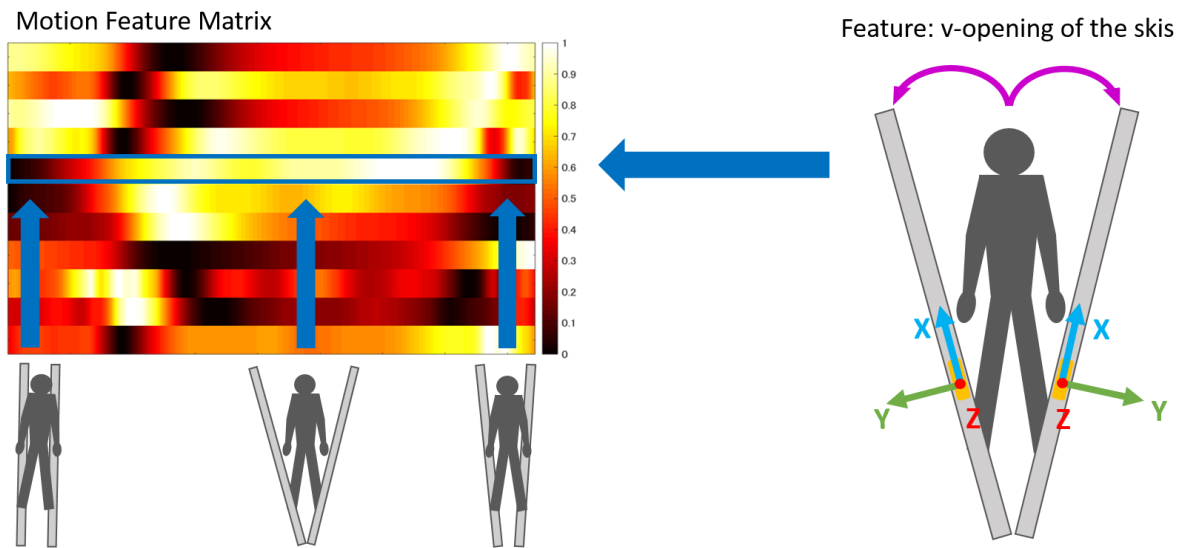 Motion Feature Matrix
Feature: v-opening of the skis
1
0.9
0.8
0.7
0.6
0.5
0.4
0.3
0.2
0.1
0
X
X
Y
Z
Z
Y